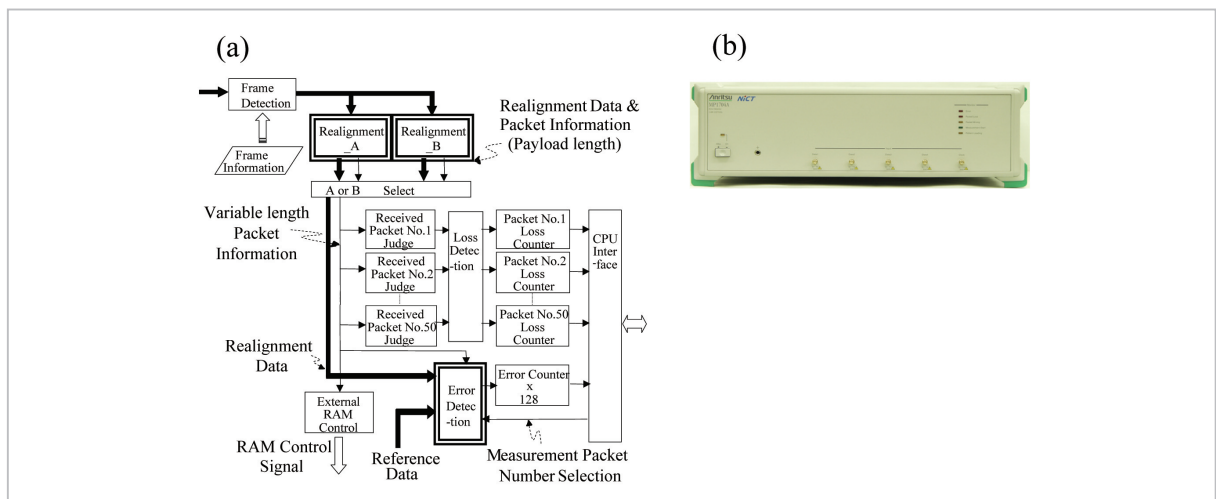 (a)
(b)
Frame
Detection
Frame
Information
Realignment
_A
Realignment
_B
Realignment Data &
Packet Information
(Payload length)
A or B Select
Variable length
Packet
Information
Received
Packet No.1
Judge
Received
Packet No.2
Judge
Received
Packet No.50
Judge
Loss
Detec
-tion
Packet No.1
Loss
Counter
Packet No.2
Loss
Counter
Packet No.50
Loss
Counter
CPU
Inter
-face
Realignment
Data
External
RAM
Control
RAM Control
Signal
Error
Detec
-tion
Error Counter
x
128
Reference
Data
Measurement Packet
Number Selection
Anritsu
NICT